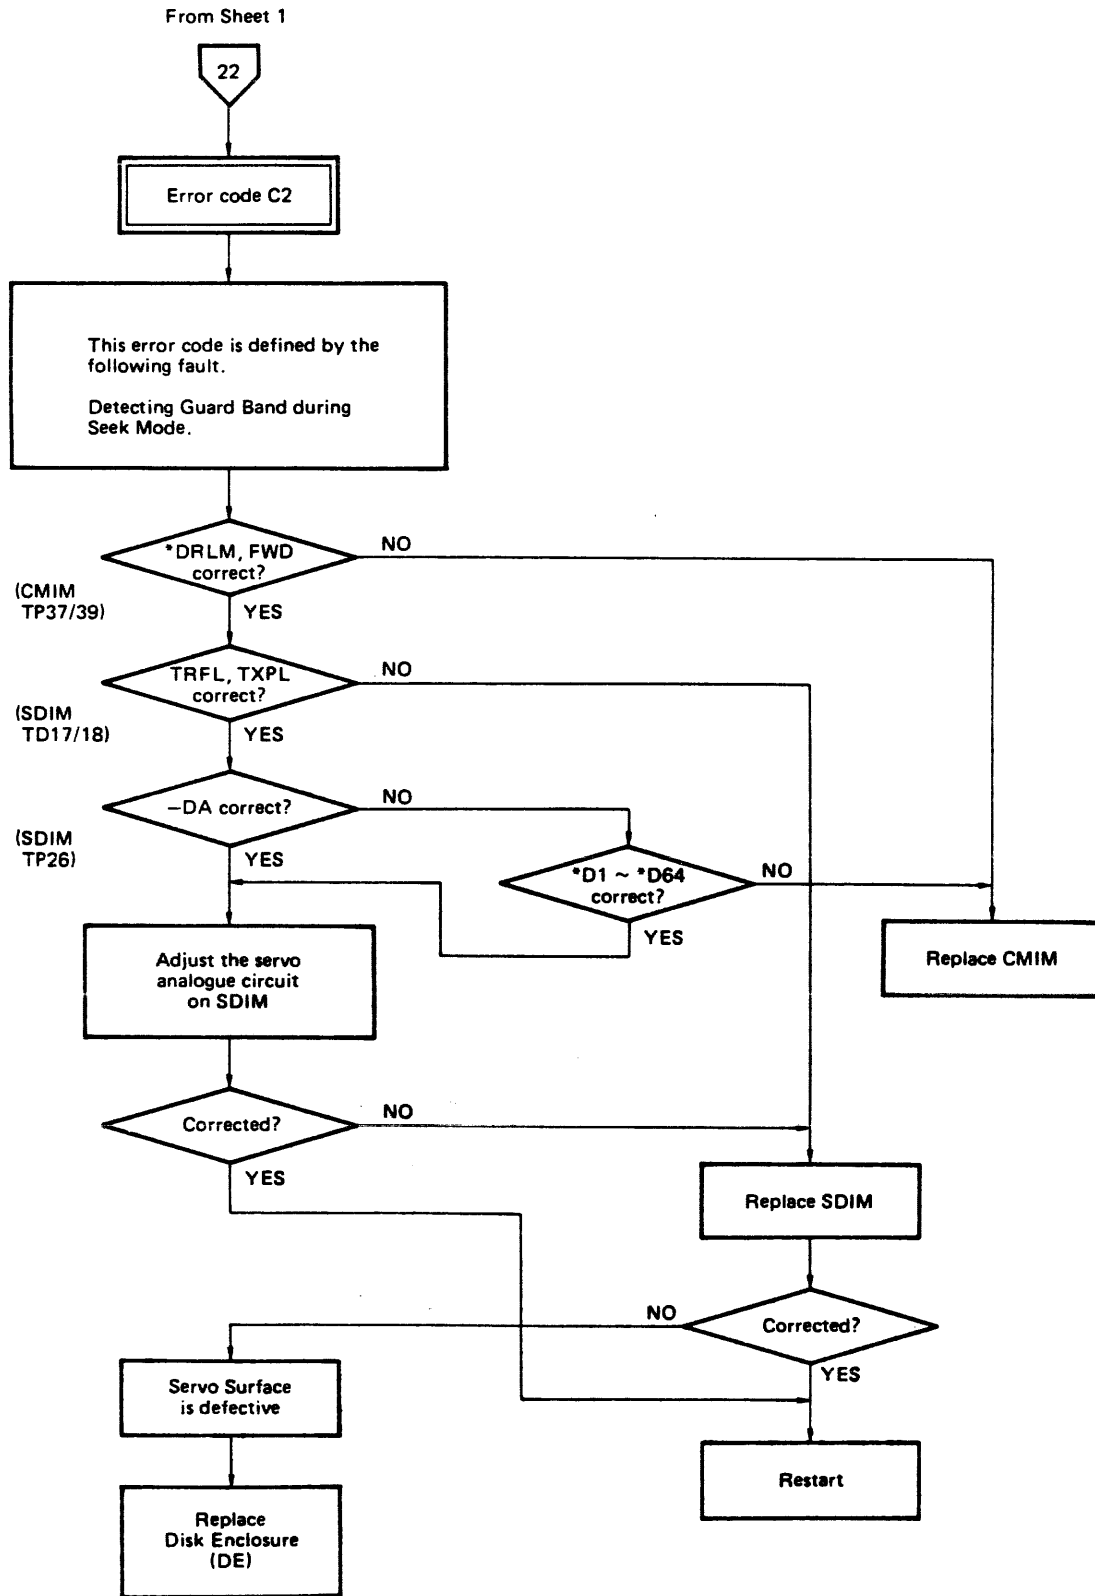 From Sheet 1
22
Error code C2
This error code is defined by the
following fault.
Detecting Guard Band during
Seek Mode.
*DRLM, FWD
correct?
NO
(CMIM
TP37/39)
YES
TRFL, TXPL
correct?
NO
(SDIM
TD17/18)
YES
—DA correct?
NO
(SDIM
TP26)
YES
*D1 ~ *D64
correct?
NO
YES
Adjust the servo
analogue circuit
on SDIM
Replace CMIM
Corrected?
NO
YES
Replace SDIM
NO
Corrected?
YES
Servo Surface
is defective
Restart
Replace
Disk Enclosure
(DE)